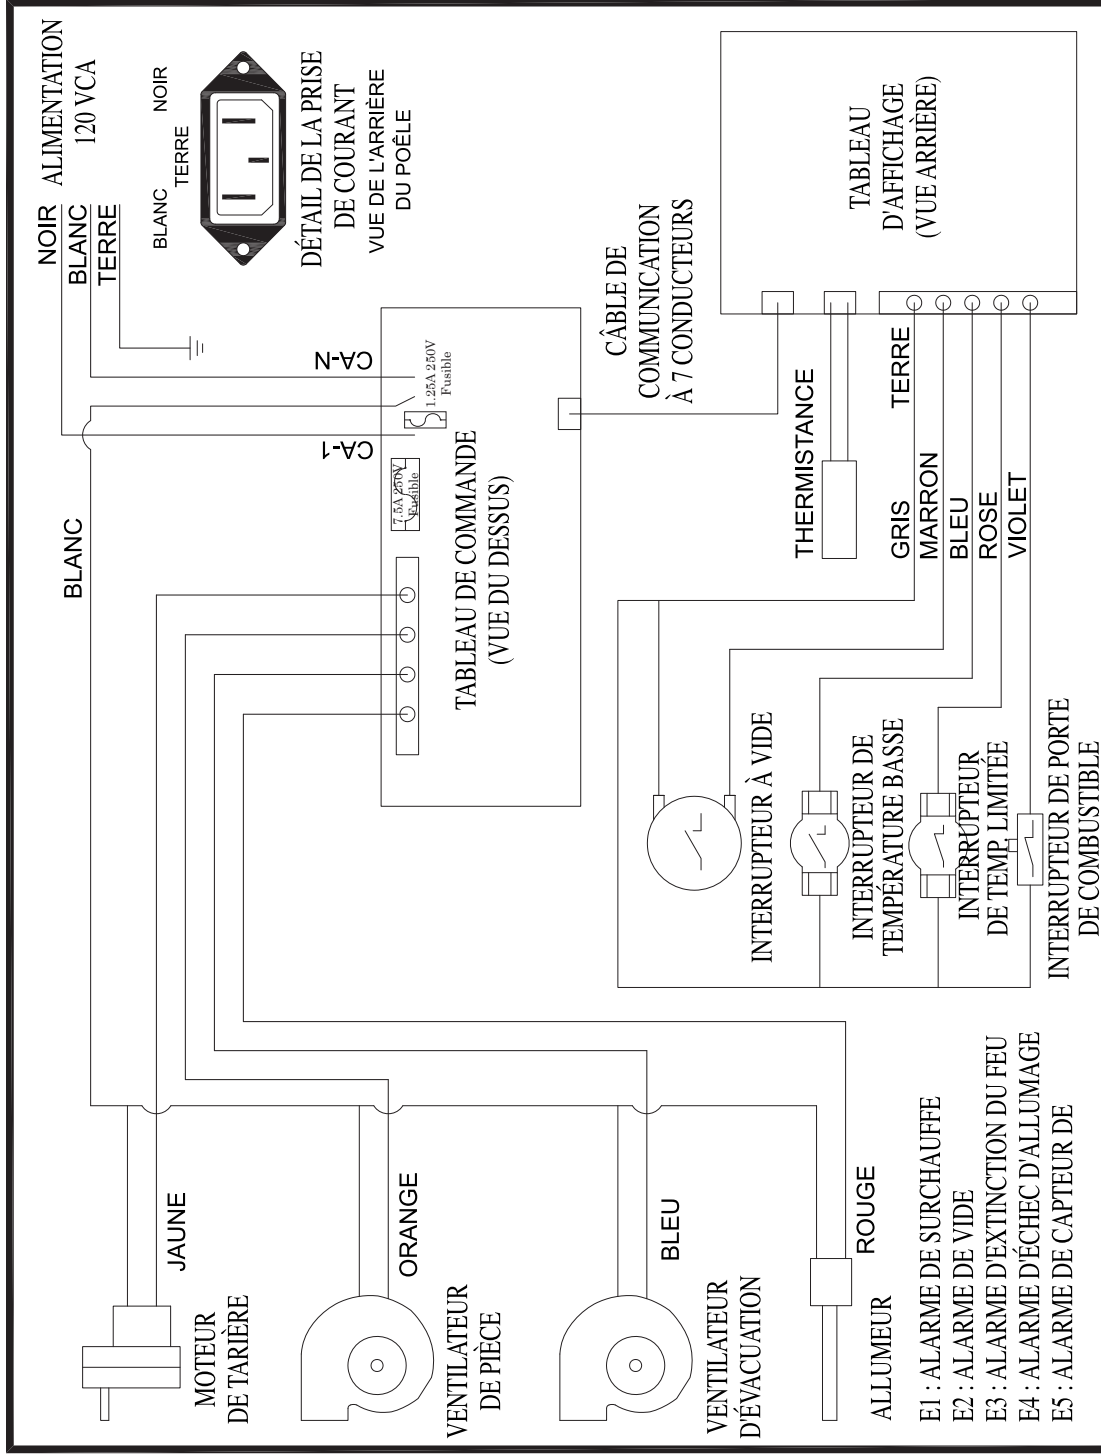 MOTEUR
DE TARIÈRE
JAUNE
VENTILATEUR
DE PIÈCE
ORANGE
VENTILATEUR
D'ÉVACUATION
BLEU
ALLUMEUR
ROUGE
E1 : ALARME DE SURCHAUFFE
E2 : ALARME DE VIDE
E3 : ALARME D'EXTINCTION DU FEU
E4 : ALARME D'ÉCHEC D'ALLUMAGE
E5 : ALARME DE CAPTEUR DE
BLANC
NOIR
BLANC
TERRE
ALIMENTATION
120 VCA
BLANC
TERRE
NOIR
DÉTAIL DE LA PRISE
DE COURANT
VUE DE L'ARRIÈRE
DU POÊLE
CA-N
CA-1
1.25A 250V
Fusible
7.5A 250V
Fusible
TABLEAU DE COMMANDE
(VUE DU DESSUS)
CÂBLE DE
COMMUNICATION
À 7 CONDUCTEURS
TABLEAU
D'AFFICHAGE
(VUE ARRIÈRE)
THERMISTANCE
GRIS
TERRE
MARRON
BLEU
ROSE
VIOLET
INTERRUPTEUR À VIDE
INTERRUPTEUR DE
TEMPÉRATURE BASSE
INTERRUPTEUR
DE TEMP. LIMITÉE
INTERRUPTEUR DE PORTE
DE COMBUSTIBLE